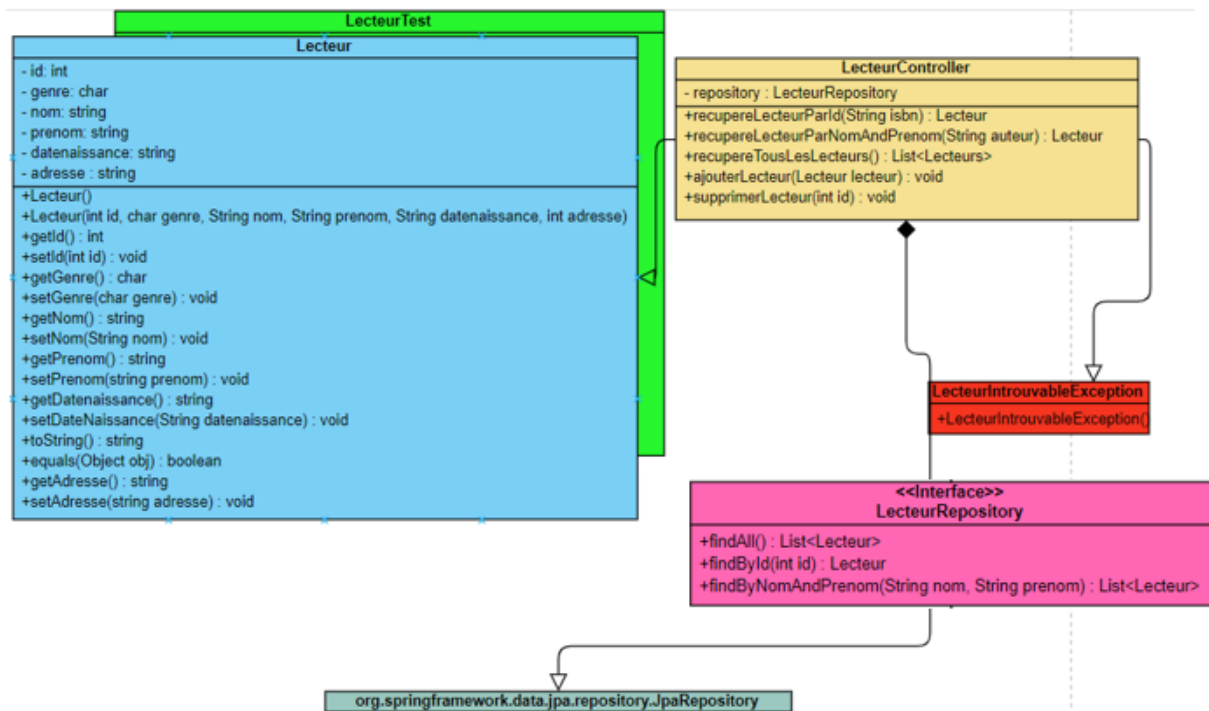 LecteurTest
Lecteur
- id: int
- genre: char
- nom: string
- prenom: string
- datenaissance: string
- adresse : string
+Lecteur()
+Lecteur(int id, char genre, String nom, String prenom, String datenaissance, int adresse)
+getId() : int
+setId(int id) : void
+getGenre() : char
+setGenre(char genre) : void
+getNom() : string
+setNom(String nom) : void
+getPrenom() : string
+setPrenom(string prenom) : void
+getDatenaissance() : string
+setDateNaissance(String datenaissance) : void
+toString() : string
+equals(Object obj) : boolean
+getAdresse() : string
+setAdresse(string adresse) : void
LecteurController
- repository : LecteurRepository
+recupereLecteurParId(String isbn) : Lecteur
+recupereLecteurParNomAndPrenom(String auteur) : Lecteur
+recupereTousLesLecteurs() : List<Lecteurs>
+ajouterLecteur(Lecteur lecteur) : void
+supprimerLecteur(int id) : void
LecteurIntrouvableException
+LecteurIntrouvableException()
<<Interface>>
LecteurRepository
+findAll() : List<Lecteur>
+findById(int id) : Lecteur
+findByNomAndPrenom(String nom, String prenom) : List<Lecteur>
org.springframework.data.jpa.repository.JpaRepository